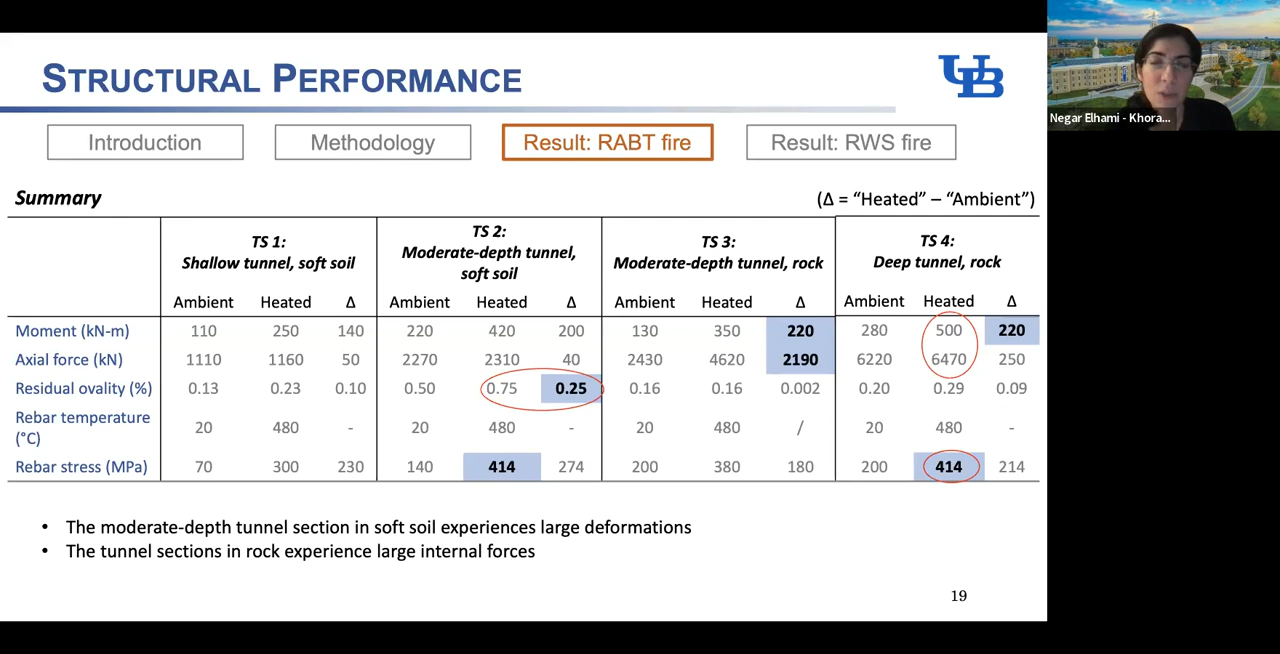 STRUCTURAL PERFORMANCE
UB
Negar Elhami - Khora...
Introduction Methodology Result: RABT fire Result: RWS fire
Summary (Δ = “Heated” – “Ambient”)
TS 1: Shallow tunnel, soft soil TS 2: Moderate-depth tunnel, soft soil TS 3: Moderate-depth tunnel, rock TS 4: Deep tunnel, rock
Ambient Heated Δ Ambient Heated Δ Ambient Heated Δ Ambient Heated Δ
Moment (kN-m) 110 250 140 220 420 200 130 350 220 280 500 220
Axial force (kN) 1110 1160 50 2270 2310 40 2430 4620 2190 6220 6470 250
Residual ovality (%) 0.13 0.23 0.10 0.50 0.75 0.25 0.16 0.16 0.002 0.20 0.29 0.09
Rebar temperature (°C) 20 480 - 20 480 - 20 480 / 20 480 -
Rebar stress (MPa) 70 300 230 140 414 274 200 380 180 200 414 214
• The moderate-depth tunnel section in soft soil experiences large deformations
• The tunnel sections in rock experience large internal forces
19